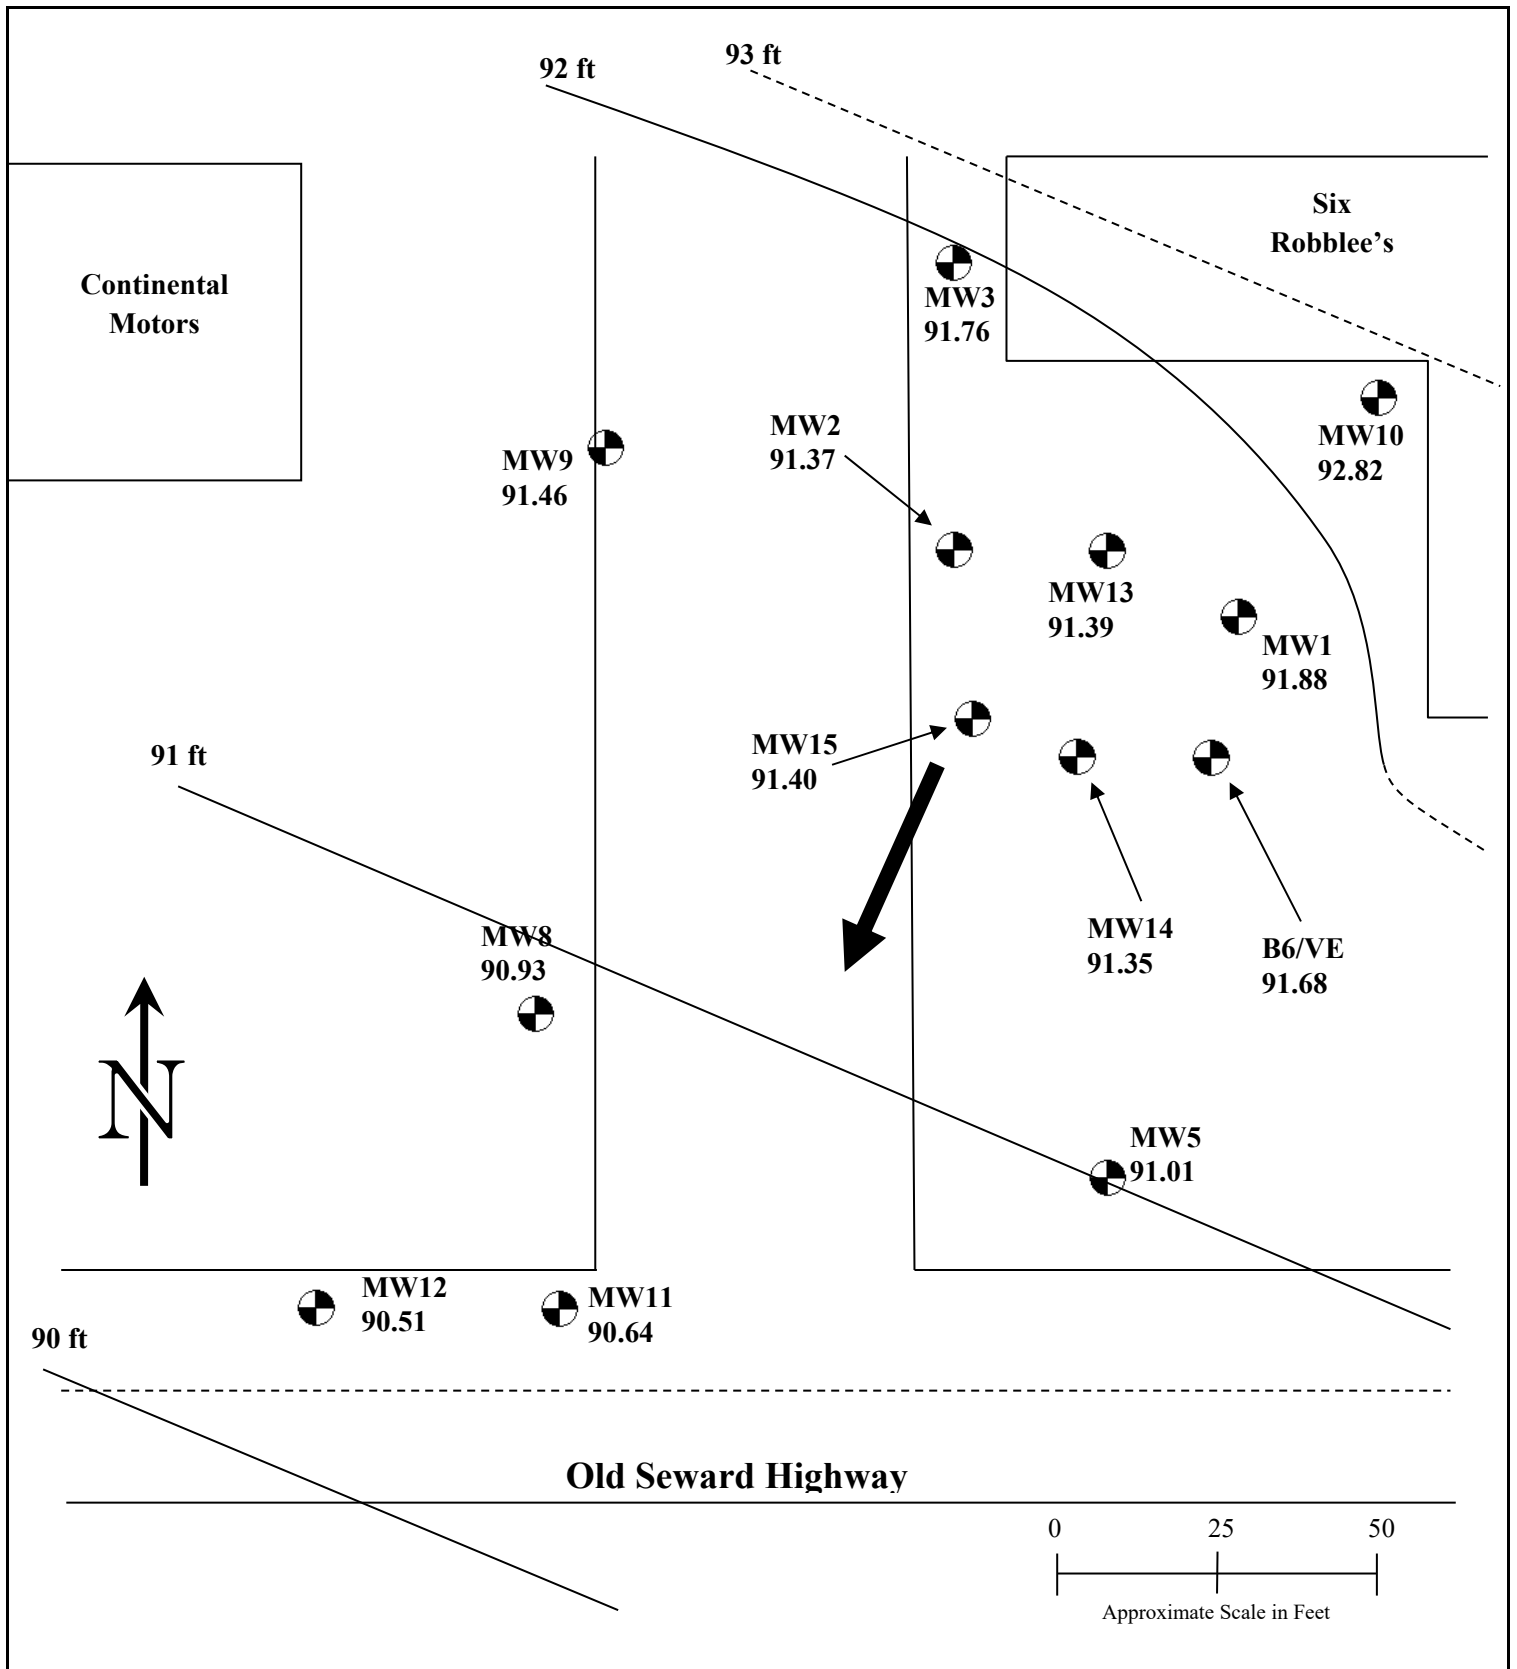 93 ft
92 ft
Six
Robblee's
Continental
Motors
MW3
91.76
MW2
91.37
MW10
92.82
MW9
91.46
MW13
91.39
MW1
91.88
MW15
91.40
91 ft
MW14
91.35
B6/VE
91.68
MW8
90.93
N
MW5
91.01
MW12
90.51
MW11
90.64
90 ft
Old Seward Highway
0 25 50
Approximate Scale in Feet